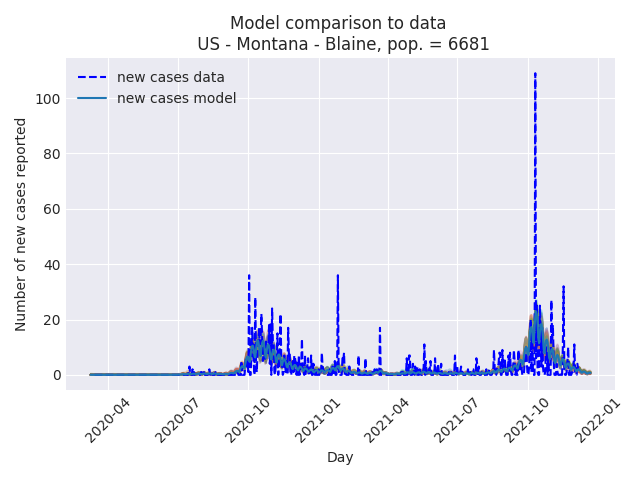 Model comparison to data
US - Montana - Blaine, pop. = 6681
new cases data
new cases model
Number of new cases reported
100
80
60
40
20
0
2020-04
2020-07
2020-10
2021-01
2021-04
2021-07
2021-10
2022-01
Day